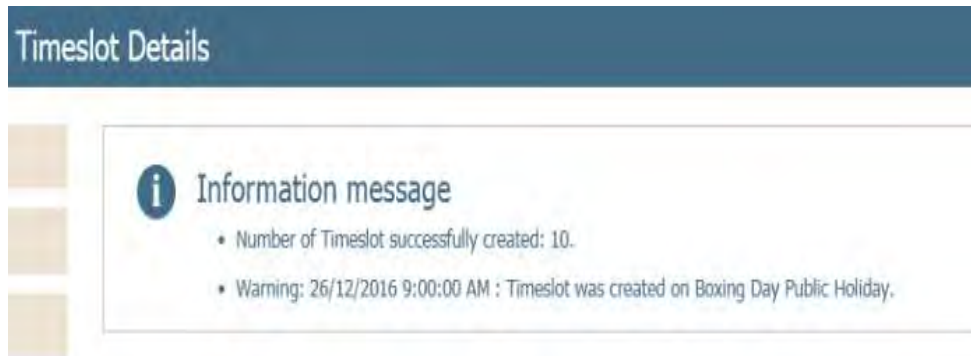 Timeslot Details
i Information message
• Number of Timeslot successfully created: 10.
• Warning: 26/12/2016 9:00:00 AM : Timeslot was created on Boxing Day Public Holiday.